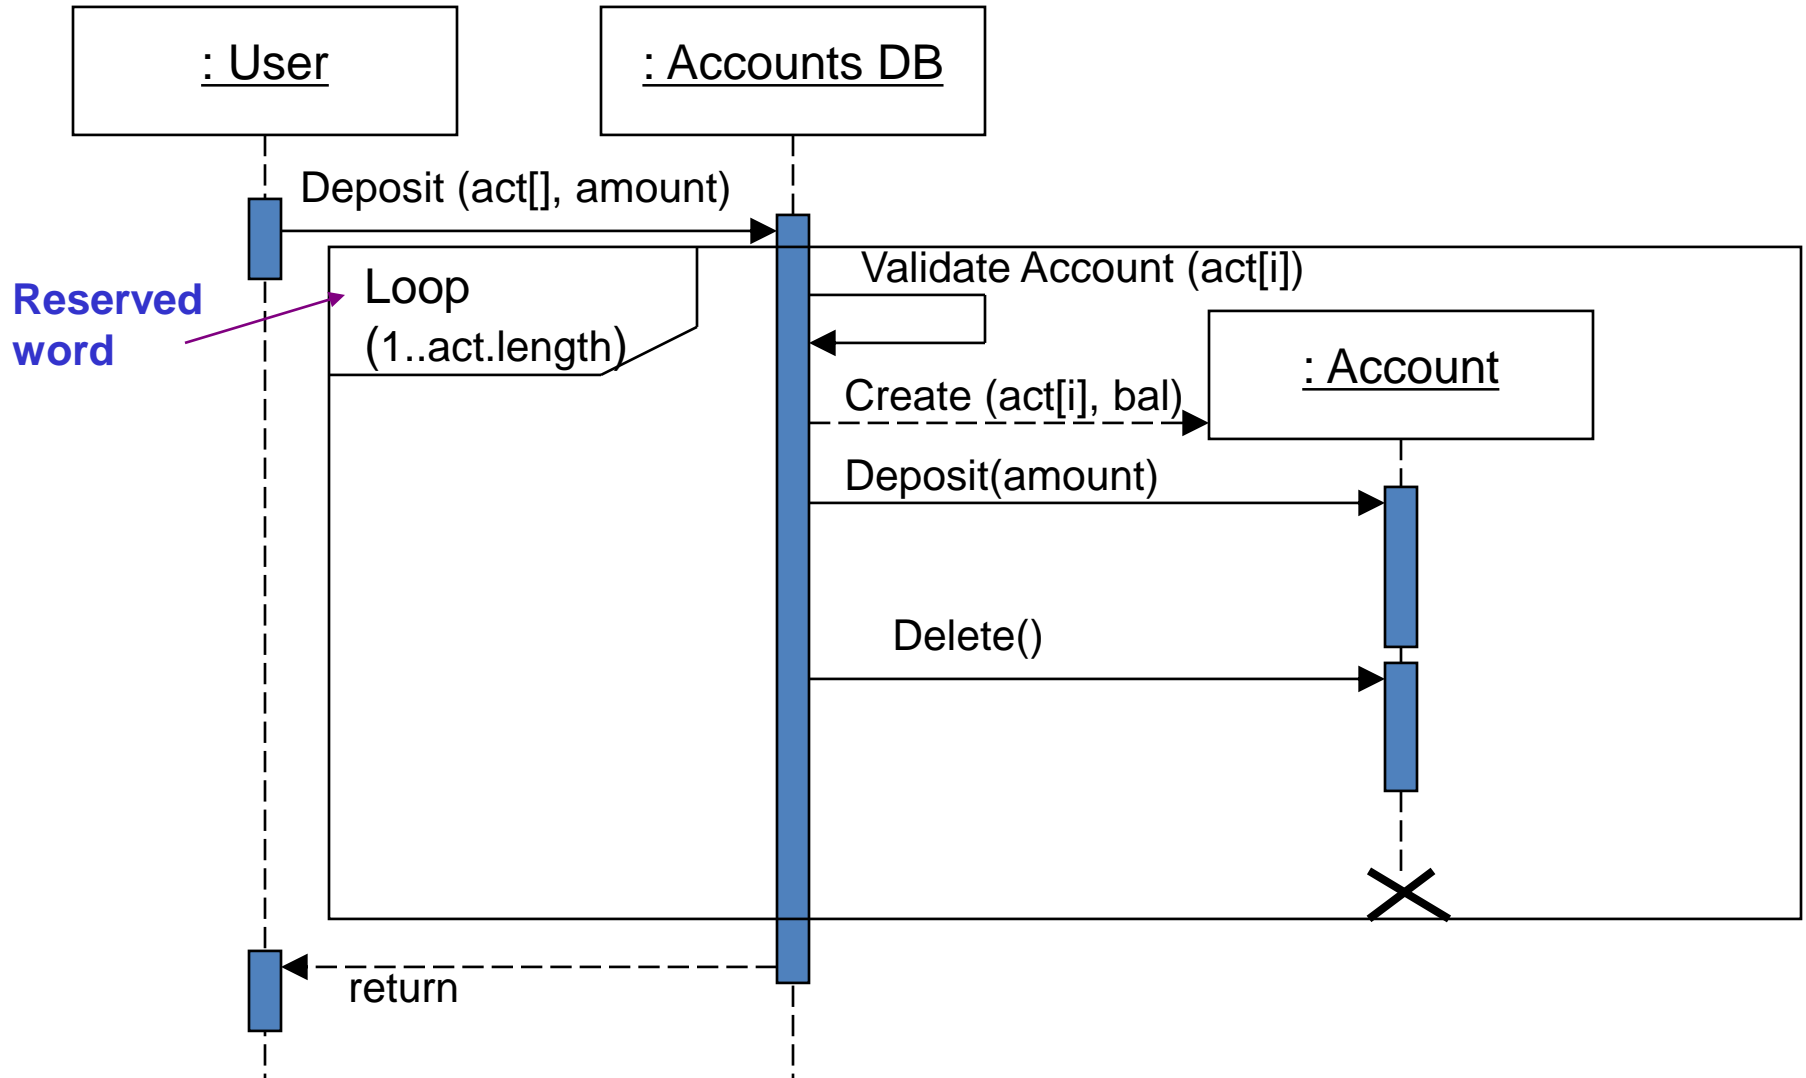 : User
: Accounts DB
Deposit (act[], amount)
Validate Account (act[i])
Loop
(1..act.length)
Reserved
word
: Account
Create (act[i], bal)
Deposit(amount)
Delete()
return